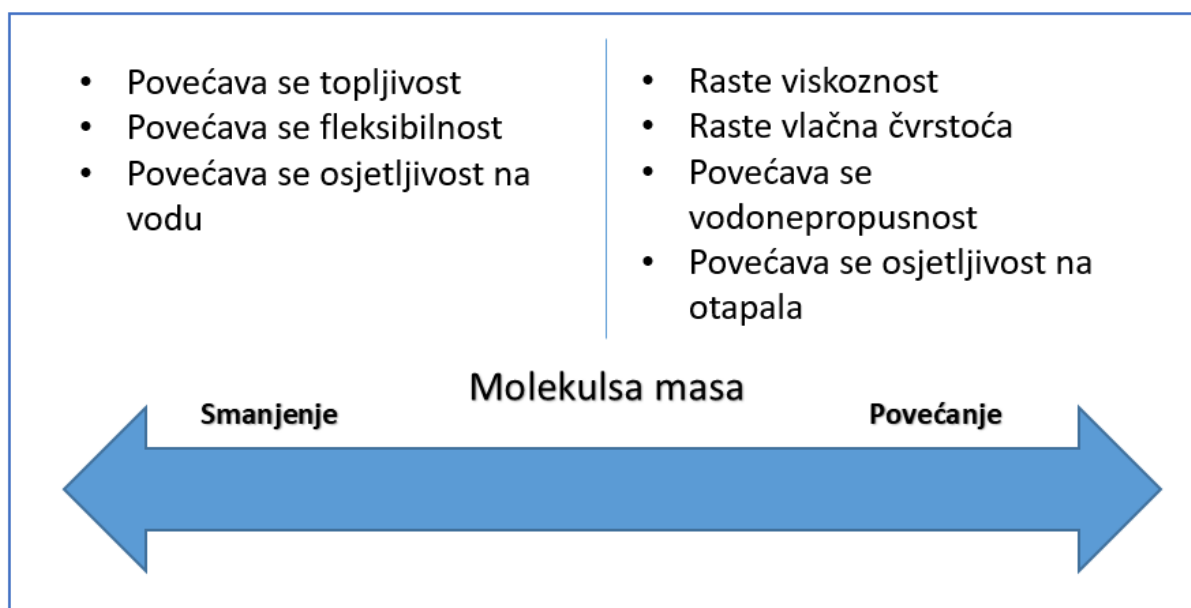 • Povećava se topljivost
• Povećava se fleksibilnost
• Povećava se osjetljivost na
vodu
• Raste viskoznost
• Raste vlačna čvrstoća
• Povećava se
vodonepropusnost
• Povećava se osjetljivost na
otapala
Molekulsa masa
Smanjenje
Povećanje